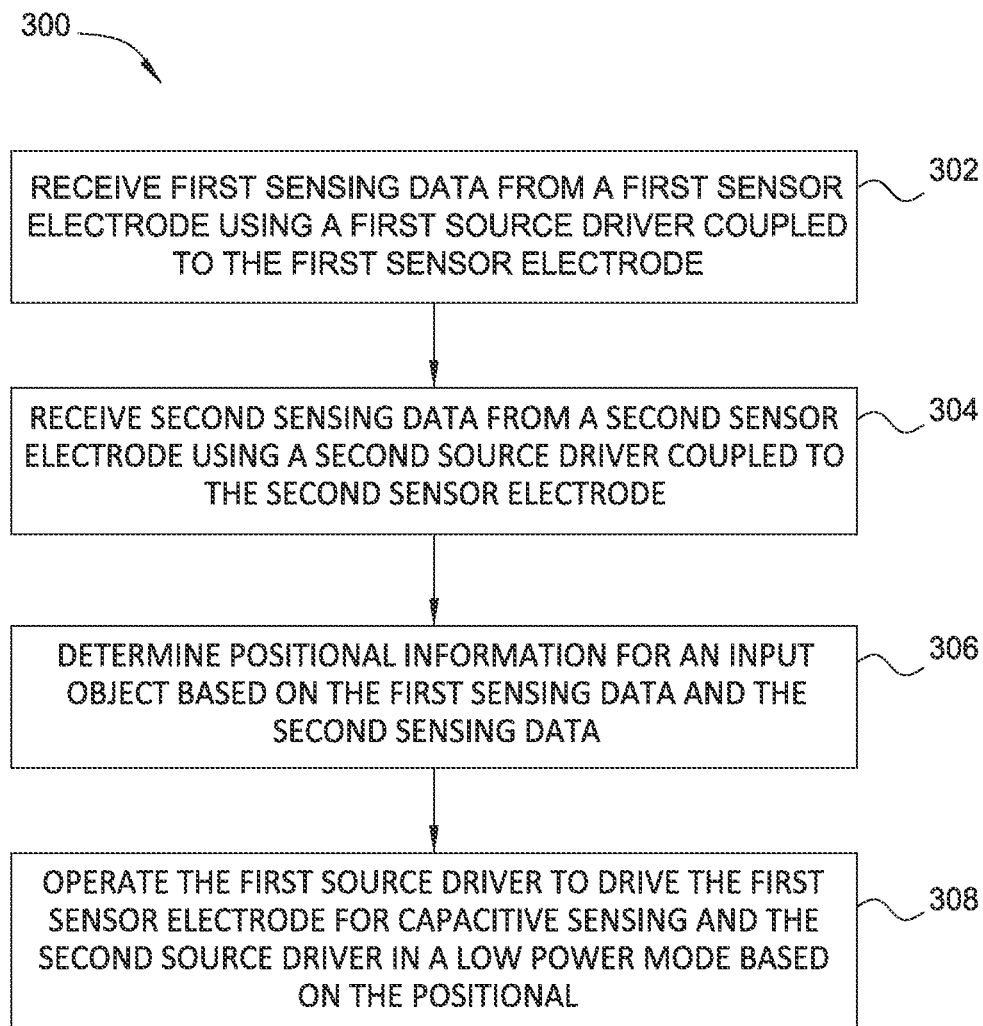 300
302
RECEIVE FIRST SENSING DATA FROM A FIRST SENSOR
ELECTRODE USING A FIRST SOURCE DRIVER COUPLED
TO THE FIRST SENSOR ELECTRODE
304
RECEIVE SECOND SENSING DATA FROM A SECOND SENSOR
ELECTRODE USING A SECOND SOURCE DRIVER COUPLED TO
THE SECOND SENSOR ELECTRODE
306
DETERMINE POSITIONAL INFORMATION FOR AN INPUT
OBJECT BASED ON THE FIRST SENSING DATA AND THE
SECOND SENSING DATA
308
OPERATE THE FIRST SOURCE DRIVER TO DRIVE THE FIRST
SENSOR ELECTRODE FOR CAPACITIVE SENSING AND THE
SECOND SOURCE DRIVER IN A LOW POWER MODE BASED
ON THE POSITIONAL